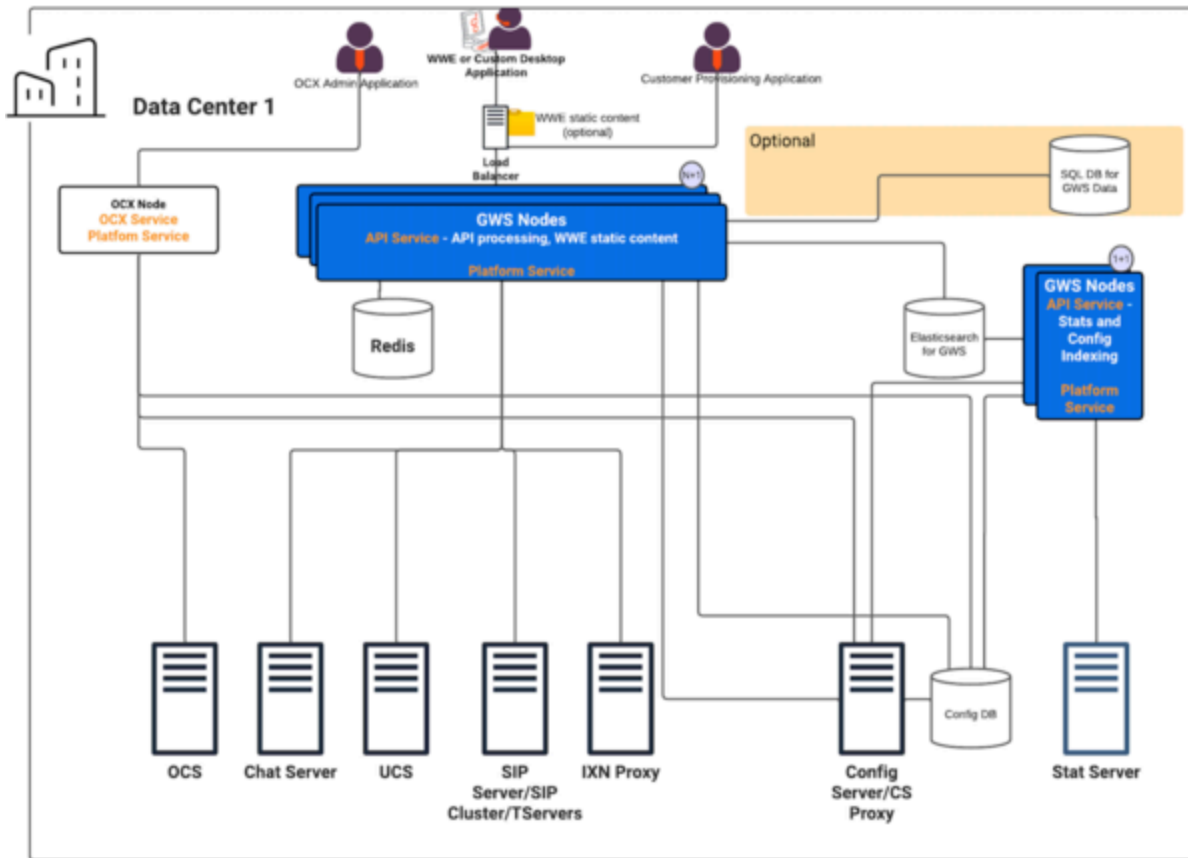 Data Center 1
OCX Admin Application
WWE or Custom Desktop
Application
Customer Provisioning Application
WWE static content
(optional)
Load
Balancer
Optional
SQL DB for
GWS Data
OCX Node
OCX Service
Platfom Service
N+1
GWS Nodes
API Service - API processing, WWE static content
Platform Service
Redis
Elasticsearch
for GWS
1+1
GWS Nodes
API Service -
Stats and
Config
Indexing
Platform
Service
Config DB
OCS
Chat Server
UCS
SIP
Server/SIP
Cluster/TServers
IXN Proxy
Config
Server/CS
Proxy
Stat Server